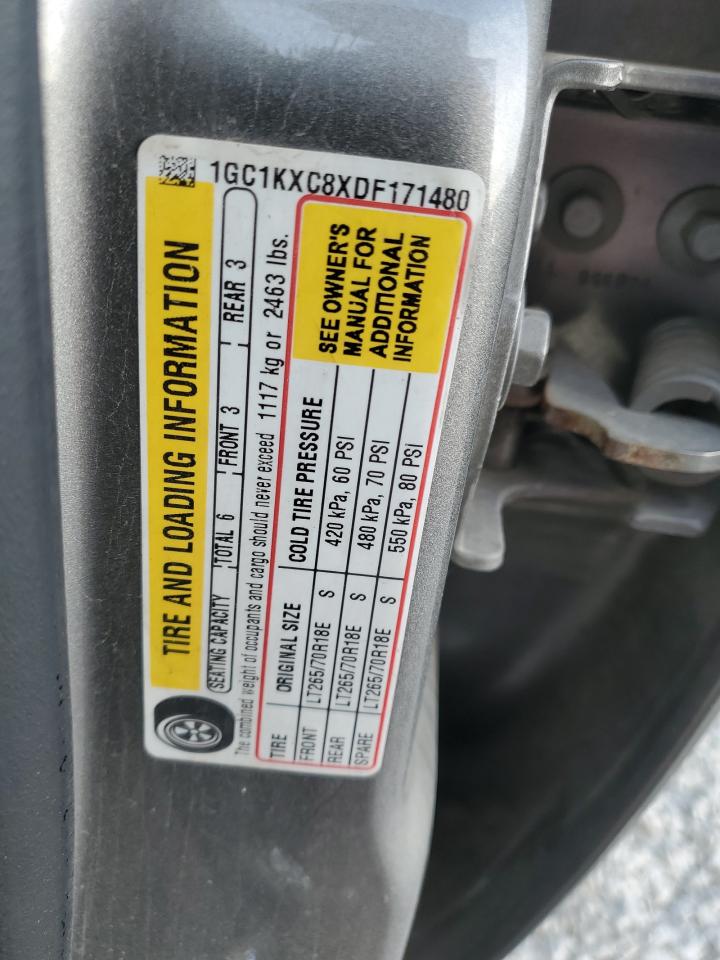 1GC1KXC8XDF171480
TIRE AND LOADING INFORMATION
SEATING CAPACITY TOTAL 6 FRONT 3 REAR 3
The combined weight of occupants and cargo should never exceed 1117 kg or 2463 lbs.
TIRE ORIGINAL SIZE COLD TIRE PRESSURE
FRONT LT265/70R18E S 420 kPa, 60 PSI
REAR LT265/70R18E S 480 kPa, 70 PSI
SPARE LT265/70R18E S 550 kPa, 80 PSI
SEE OWNER'S
MANUAL FOR
ADDITIONAL
INFORMATION